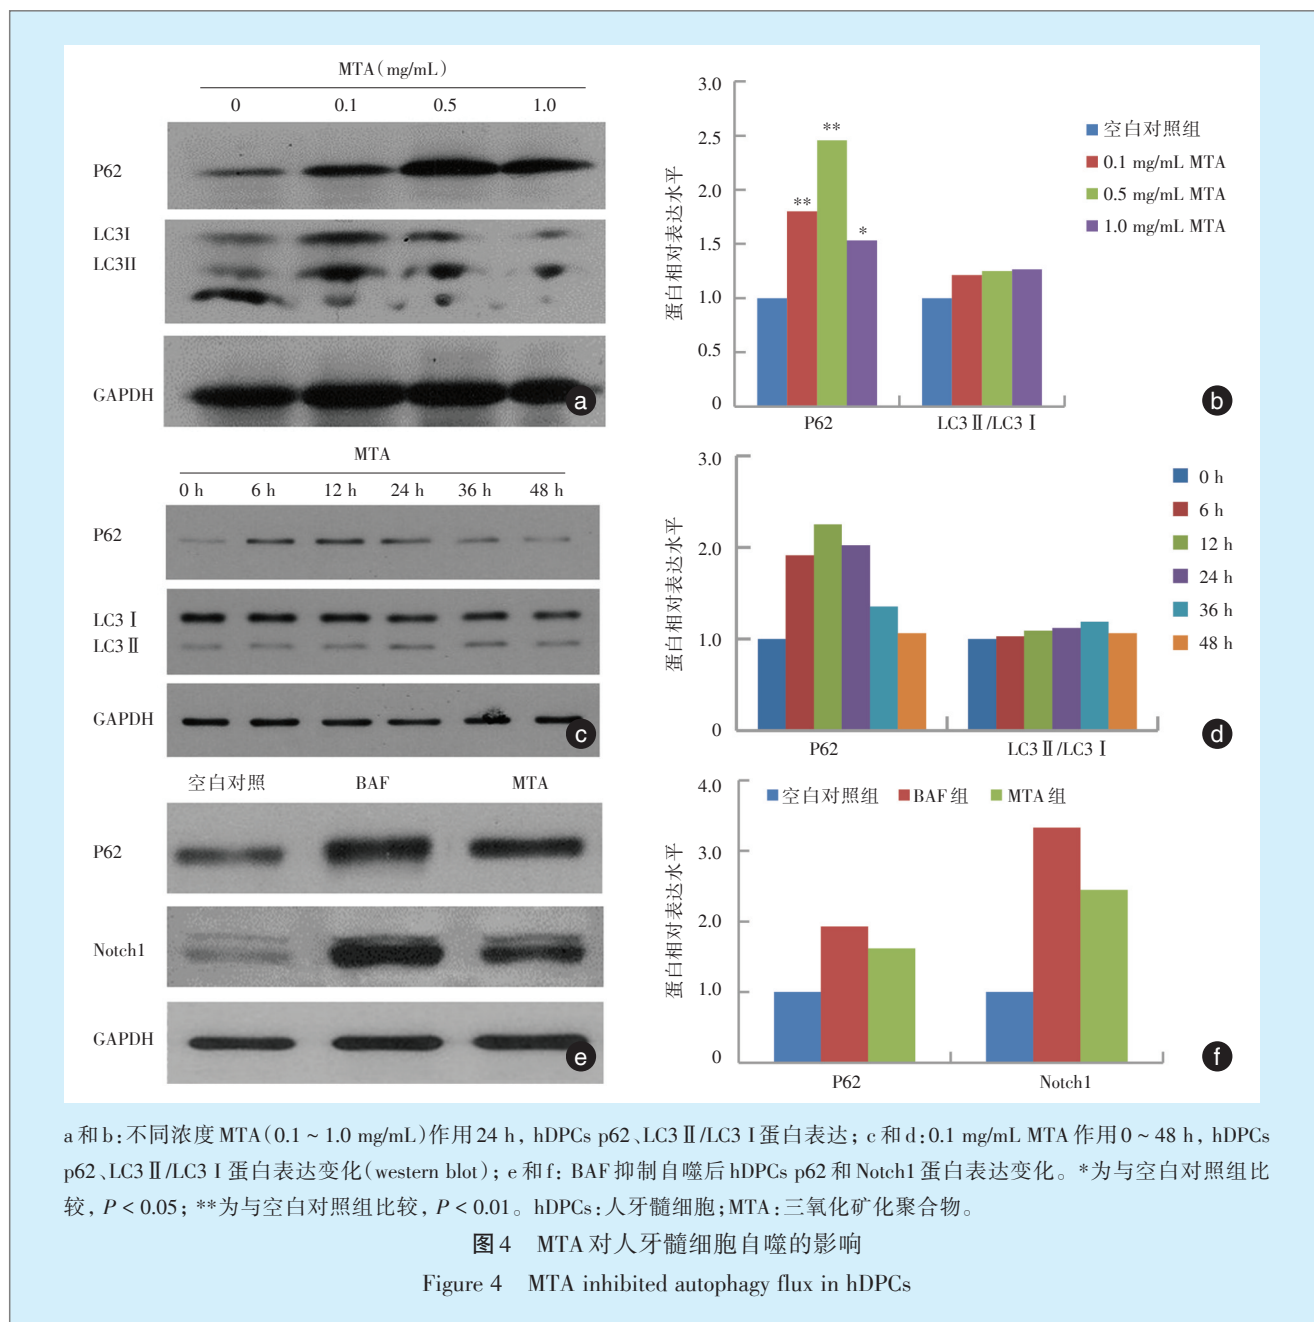 MTA(mg/mL)
0 0.1 0.5 1.0
P62
LC3I
LC3II
GAPDH
a
3.0
2.5
2.0
1.5
1.0
0.5
0
蛋白相对表达水平
**
**
*
空白对照组
0.1 mg/mL MTA
0.5 mg/mL MTA
1.0 mg/mL MTA
P62 LC3Ⅱ/LC3Ⅰ
b
MTA
0 h 6 h 12 h 24 h 36 h 48 h
P62
LC3Ⅰ
LC3Ⅱ
GAPDH
c
3.0
2.0
1.0
0
蛋白相对表达水平
0 h
6 h
12 h
24 h
36 h
48 h
P62 LC3Ⅱ/LC3Ⅰ
d
空白对照 BAF MTA
P62
Notch1
GAPDH
e
4.0
3.0
2.0
1.0
0
蛋白相对表达水平
空白对照组 BAF组 MTA组
P62 Notch1
f
a和b:不同浓度MTA(0.1 ~ 1.0 mg/mL)作用24 h, hDPCs p62、LC3Ⅱ/LC3 I蛋白表达; c和d:0.1 mg/mL MTA作用0 ~ 48 h, hDPCs
p62、LC3Ⅱ/LC3 I 蛋白表达变化(western blot); e和f: BAF抑制自噬后hDPCs p62和Notch1蛋白表达变化。*为与空白对照组比
较, P < 0.05; **为与空白对照组比较, P < 0.01。hDPCs:人牙髓细胞;MTA:三氧化矿化聚合物。
图4 MTA对人牙髓细胞自噬的影响
Figure 4 MTA inhibited autophagy flux in hDPCs